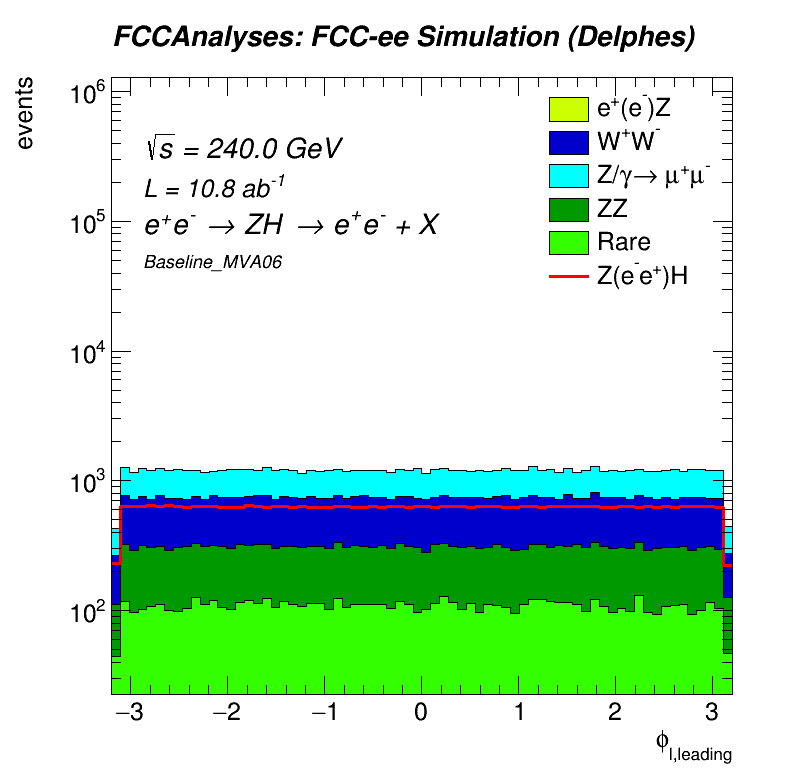 FCCAnalyses: FCC-ee Simulation (Delphes)
events
10⁶
10⁵
10⁴
10³
10²
√s = 240.0 GeV
L = 10.8 ab⁻¹
e⁺e⁻ → ZH → e⁺e⁻ + X
Baseline_MVA06
e⁺(e⁻)Z
W⁺W⁻
Z/γ→ μ⁺μ⁻
ZZ
Rare
Z(e⁻e⁺)H
−3 −2 −1 0 1 2 3
ϕ_l,leading